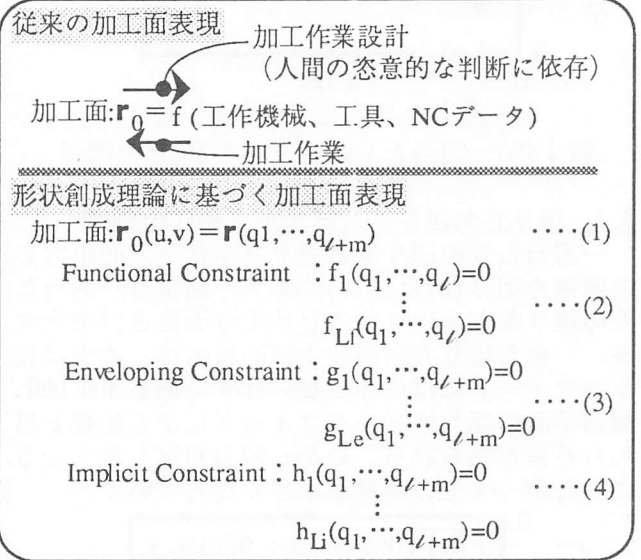 従来の加工面表現
加工作業設計
(人間の恣意的な判断に依存)
加工面:r₀=f(工作機械、工具、NCデータ)
加工作業
形状創成理論に基づく加工面表現
加工面:r₀(u,v)=r(q1,⋯,qℓ+m) ····(1)
Functional Constraint : f₁(q₁,⋯,qℓ)=0
⋮ ····(2)
fLf(q₁,⋯,qℓ)=0
Enveloping Constraint : g₁(q₁,⋯,qℓ+m)=0
⋮ ····(3)
gLe(q₁,⋯,qℓ+m)=0
Implicit Constraint : h₁(q₁,⋯,qℓ+m)=0
⋮ ····(4)
hLi(q₁,⋯,qℓ+m)=0